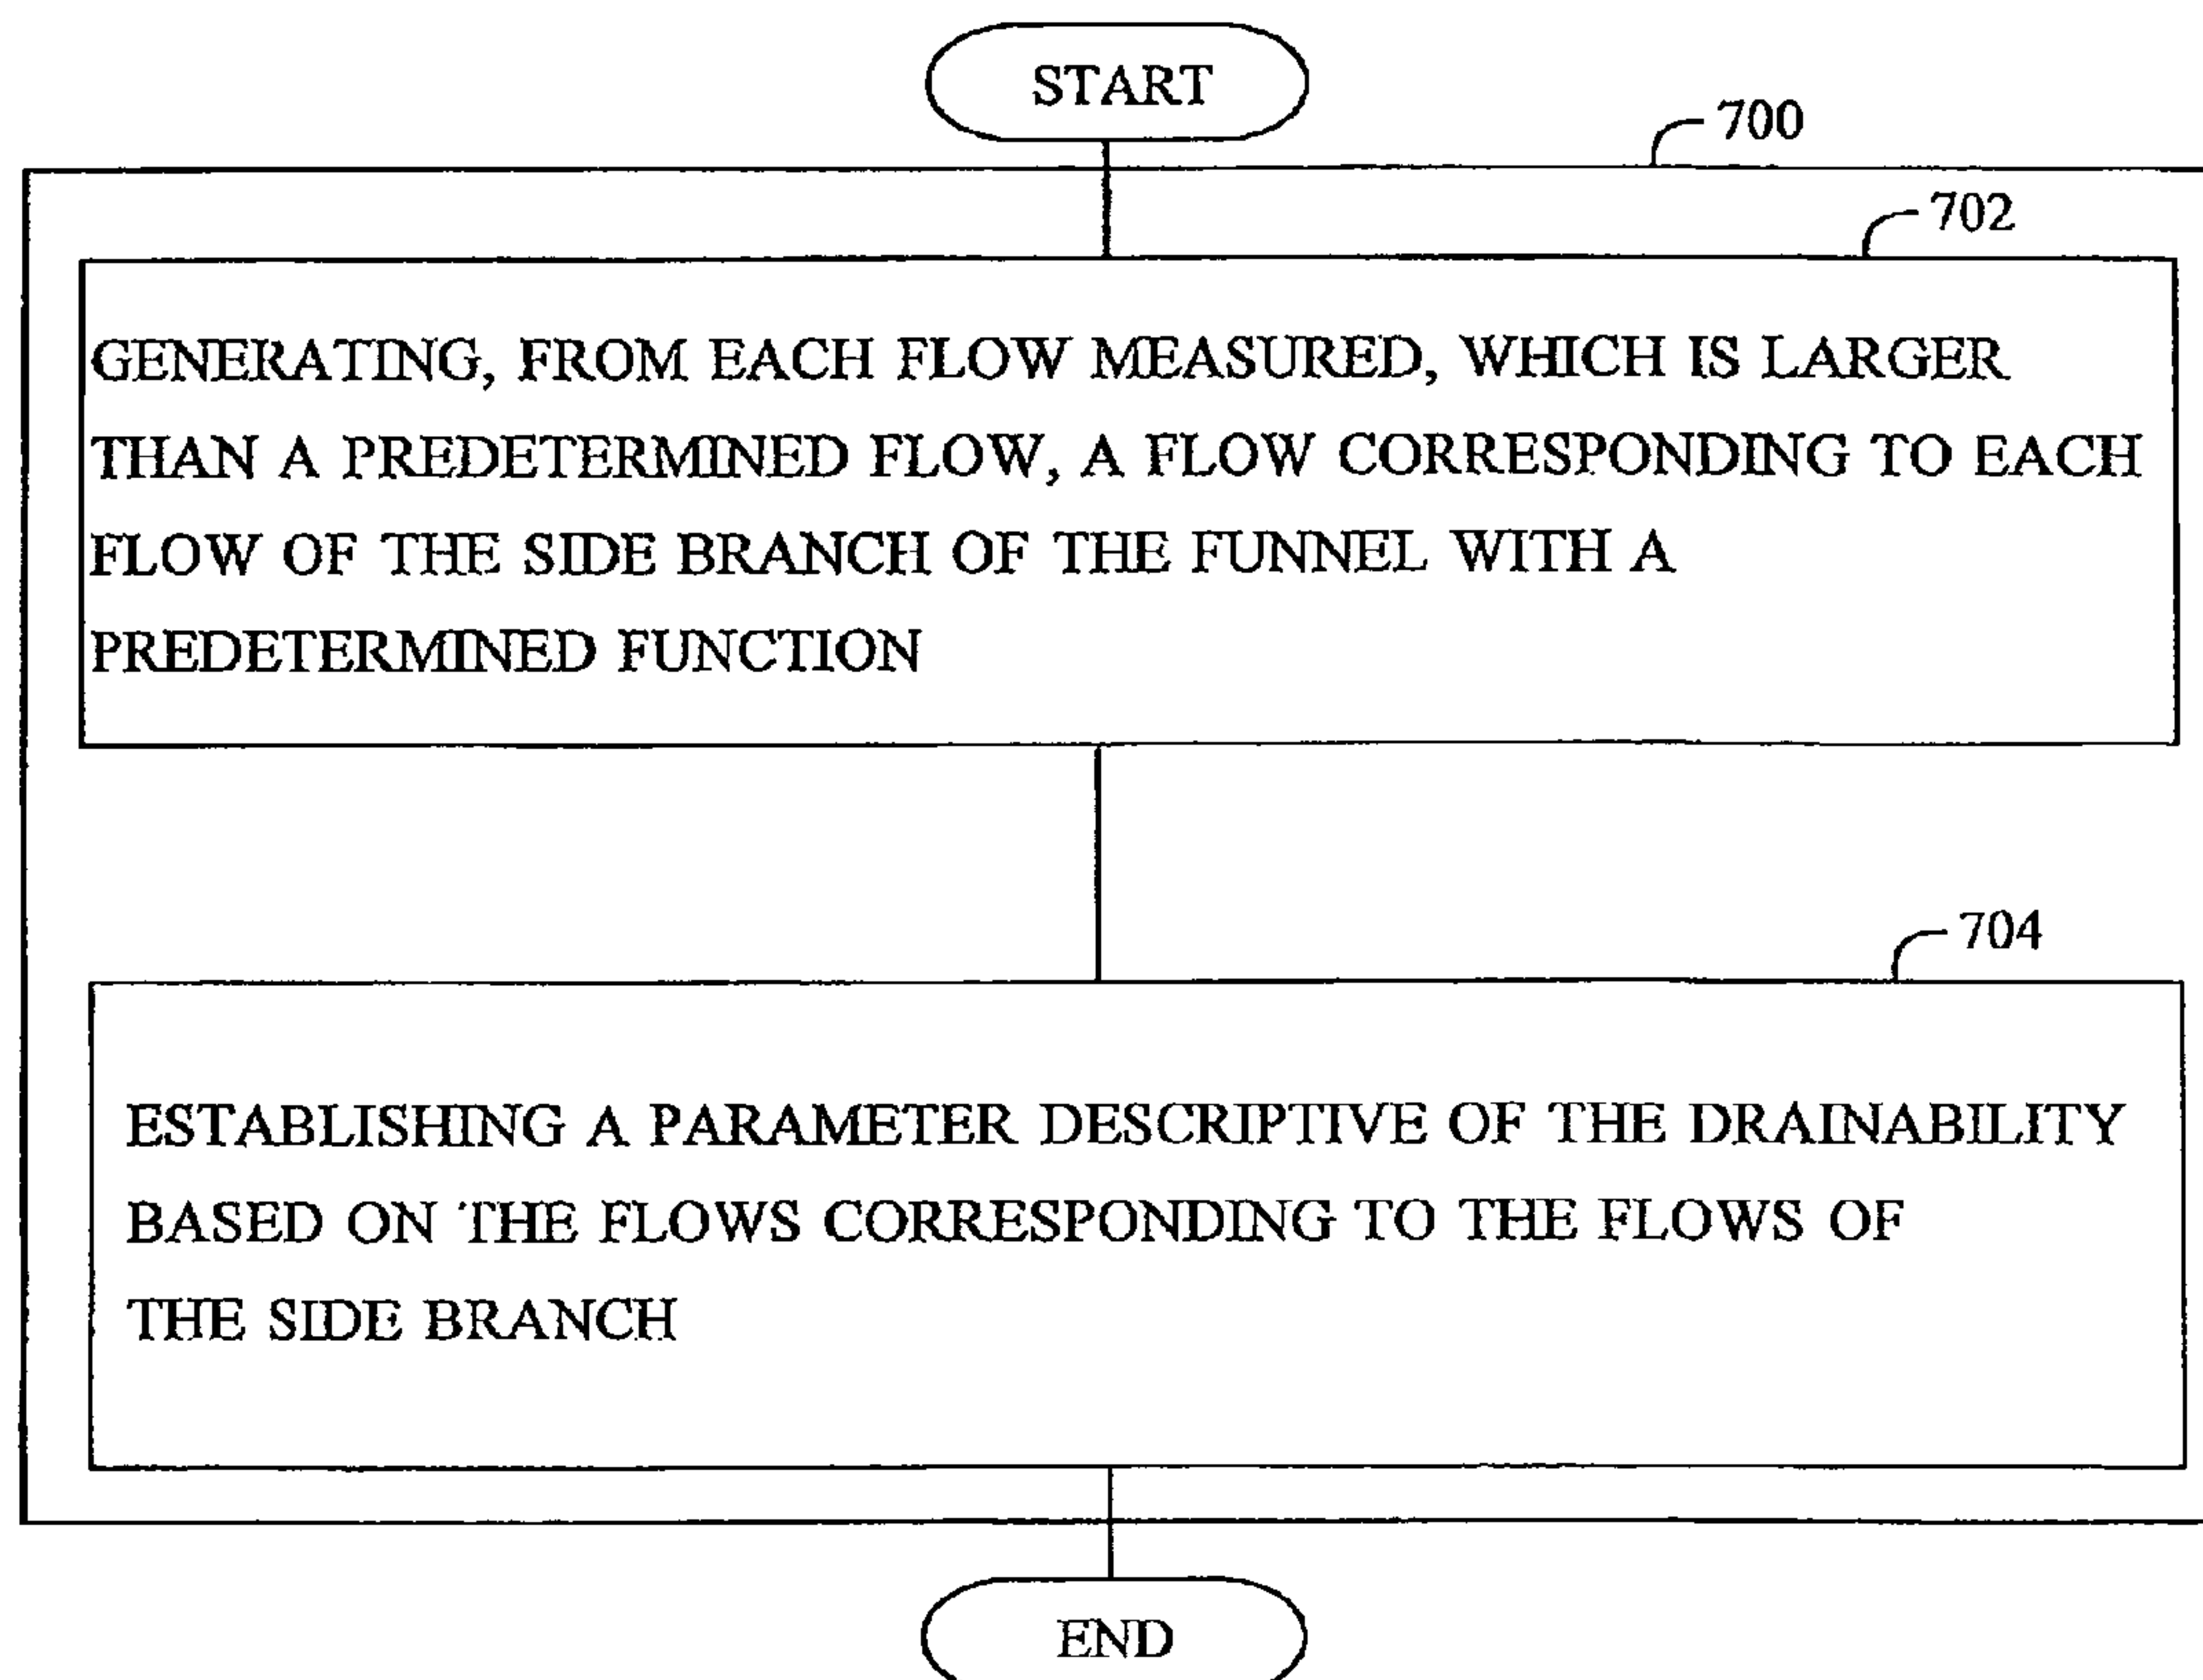 START
700
702
GENERATING, FROM EACH FLOW MEASURED, WHICH IS LARGER
THAN A PREDETERMINED FLOW, A FLOW CORRESPONDING TO EACH
FLOW OF THE SIDE BRANCH OF THE FUNNEL WITH A
PREDETERMINED FUNCTION
704
ESTABLISHING A PARAMETER DESCRIPTIVE OF THE DRAINABILITY
BASED ON THE FLOWS CORRESPONDING TO THE FLOWS OF
THE SIDE BRANCH
END